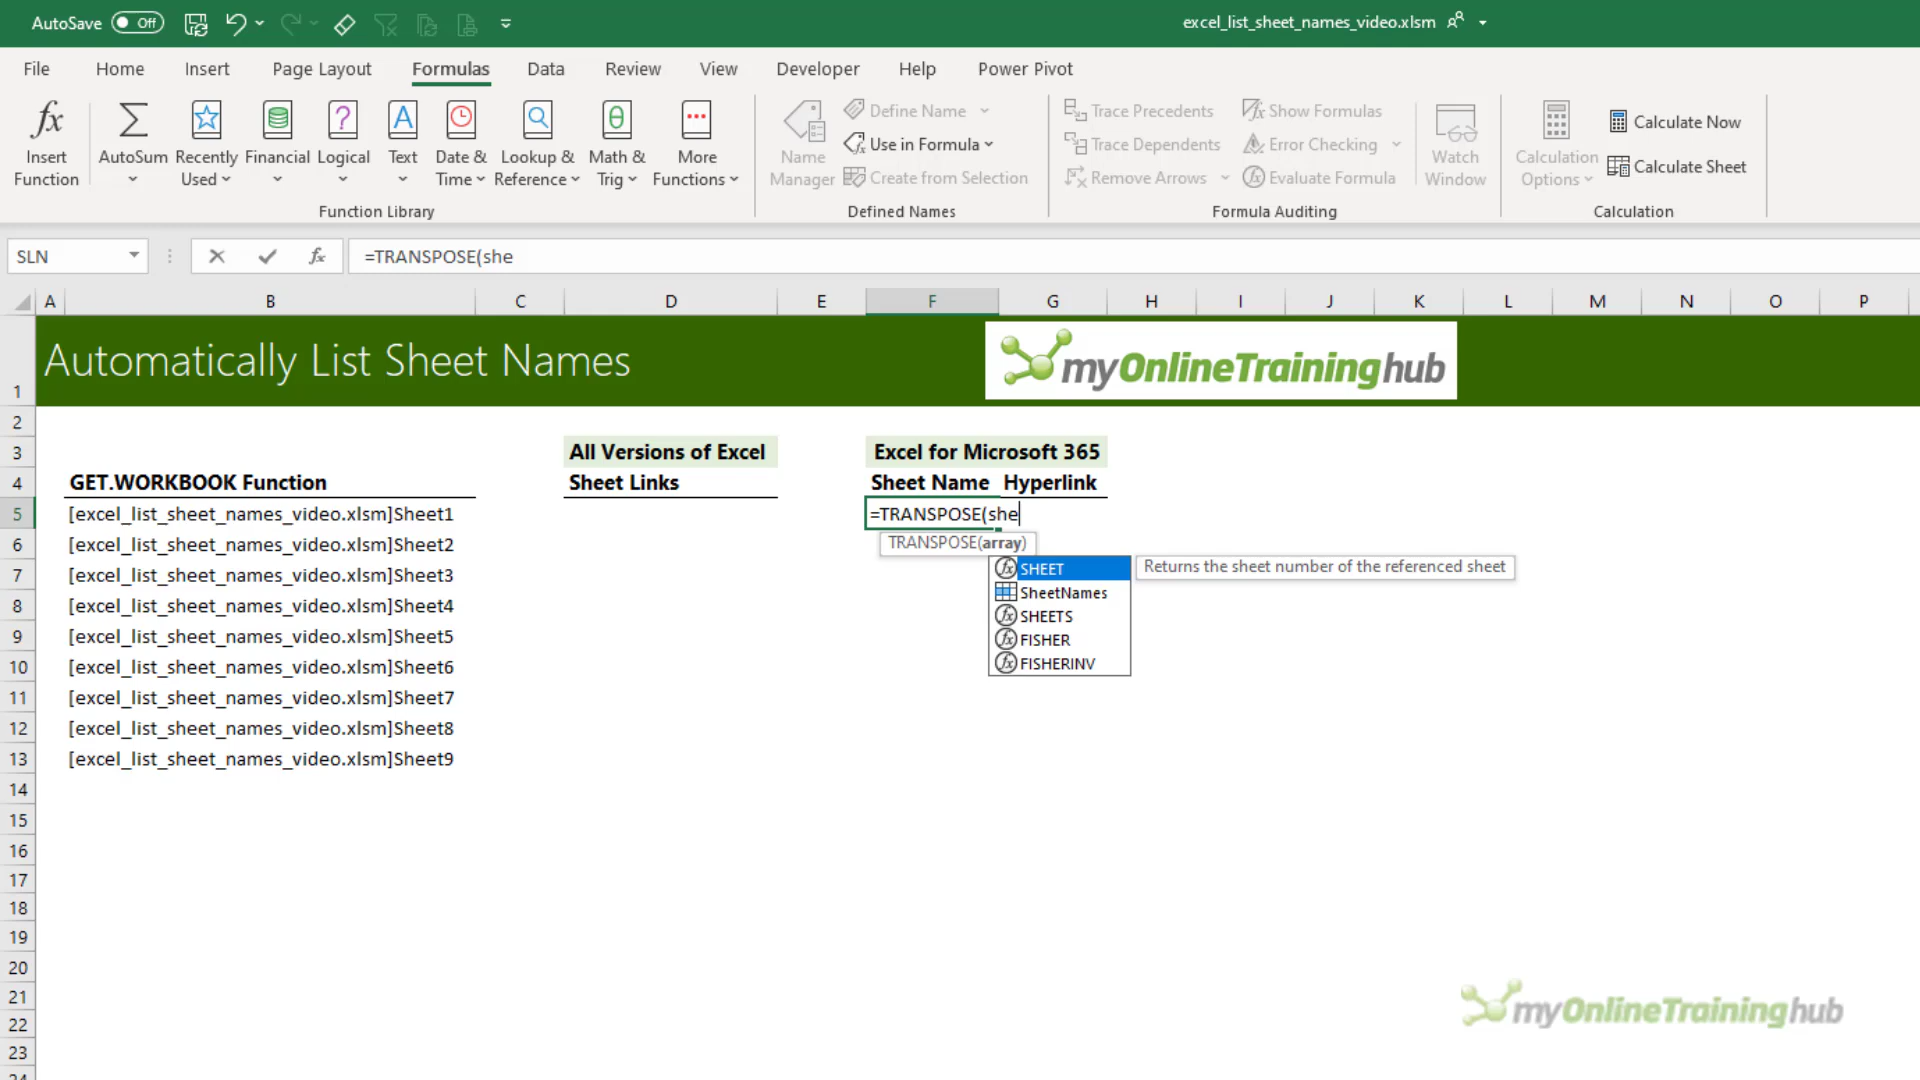 AutoSave Off excel_list_sheet_names_video.xlsm
File Home Insert Page Layout Formulas Data Review View Developer Help Power Pivot
Insert Function
AutoSum
Recently Used
Financial
Logical
Text
Date & Time
Lookup & Reference
Math & Trig
More Functions
Function Library
Name Manager
Define Name
Use in Formula
Create from Selection
Defined Names
Trace Precedents
Trace Dependents
Remove Arrows
Show Formulas
Error Checking
Evaluate Formula
Formula Auditing
Watch Window
Calculation Options
Calculate Now
Calculate Sheet
Calculation
SLN fx =TRANSPOSE(she
A B C D E F G H I J K L M N O P
1 Automatically List Sheet Names myOnlineTraininghub
2
3 All Versions of Excel Excel for Microsoft 365
4 GET.WORKBOOK Function Sheet Links Sheet Name Hyperlink
5 [excel_list_sheet_names_video.xlsm]Sheet1 =TRANSPOSE(she
TRANSPOSE(array)
6 [excel_list_sheet_names_video.xlsm]Sheet2
SHEET Returns the sheet number of the referenced sheet
7 [excel_list_sheet_names_video.xlsm]Sheet3
SheetNames
8 [excel_list_sheet_names_video.xlsm]Sheet4
SHEETS
9 [excel_list_sheet_names_video.xlsm]Sheet5
FISHER
10 [excel_list_sheet_names_video.xlsm]Sheet6
FISHERINV
11 [excel_list_sheet_names_video.xlsm]Sheet7
12 [excel_list_sheet_names_video.xlsm]Sheet8
13 [excel_list_sheet_names_video.xlsm]Sheet9
14
15
16
17
18
19
20
21
myOnlineTraininghub
22
23
24